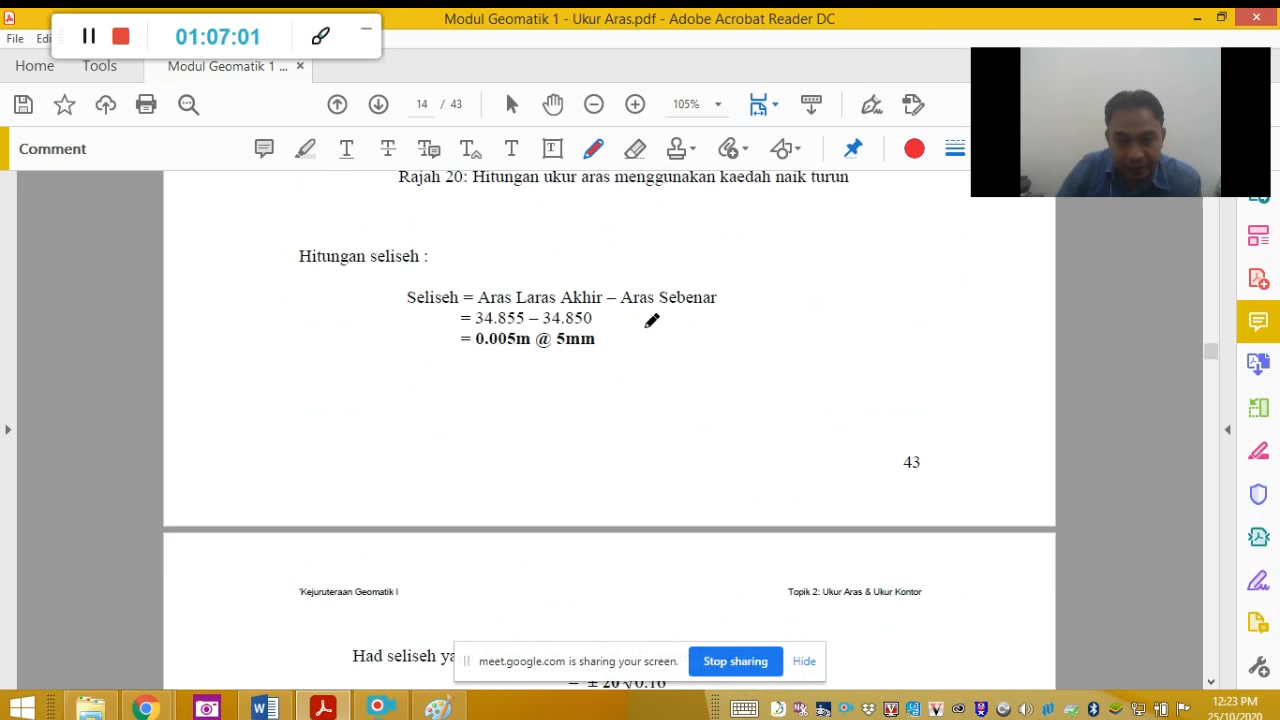 Modul Geomatik 1 - Ukur Aras.pdf - Adobe Acrobat Reader DC
File
01:07:01
Home
Tools
Modul Geomatik 1 ...
14 / 43
105%
Comment
Rajah 20: Hitungan ukur aras menggunakan kaedah naik turun
Hitungan seliseh :
Seliseh = Aras Laras Akhir – Aras Sebenar
= 34.855 – 34.850
= 0.005m @ 5mm
43
'Kejuruteraan Geomatik I
Topik 2: Ukur Aras & Ukur Kontor
Had seliseh
meet.google.com is sharing your screen.
Stop sharing
Hide
= ± 20√0.16
12:23 PM
25/10/2020